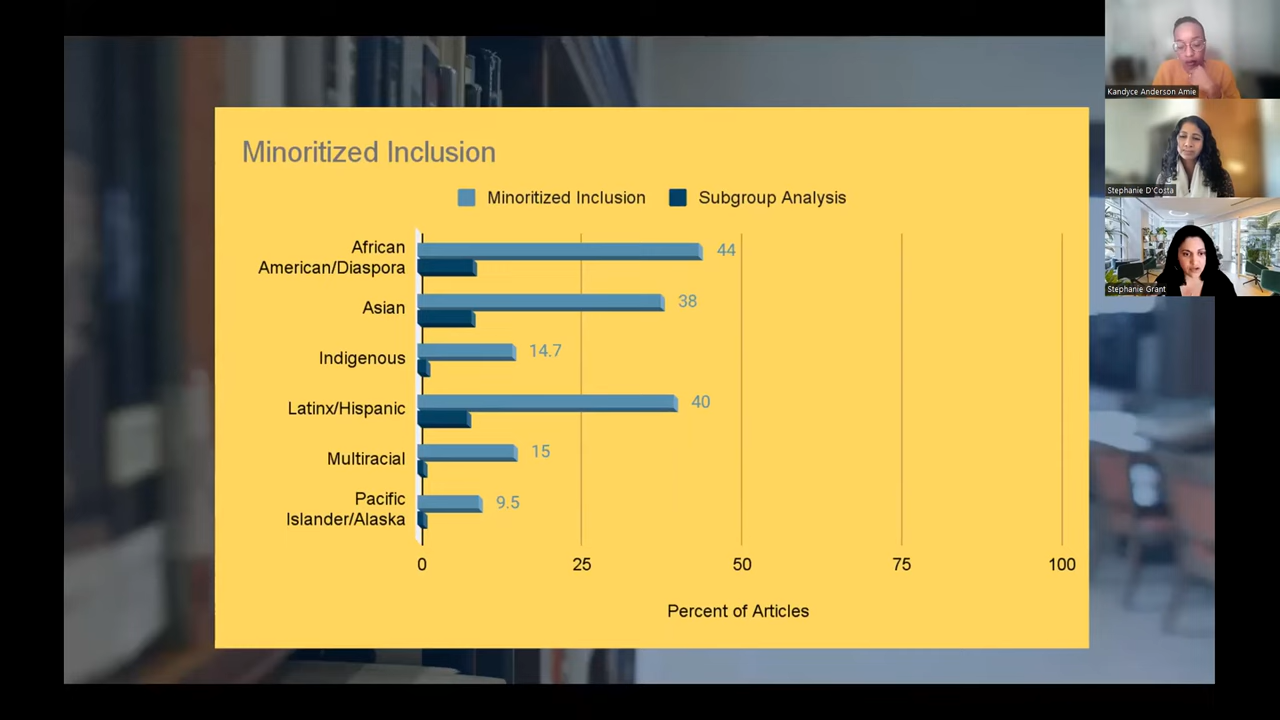 Minoritized Inclusion
Minoritized Inclusion
Subgroup Analysis
African
American/Diaspora
44
Asian
38
Indigenous
14.7
Latinx/Hispanic
40
Multiracial
15
Pacific
Islander/Alaska
9.5
0
25
50
75
100
Percent of Articles
Kandyce Anderson Amie
Stephanie D'Costa
Stephanie Grant